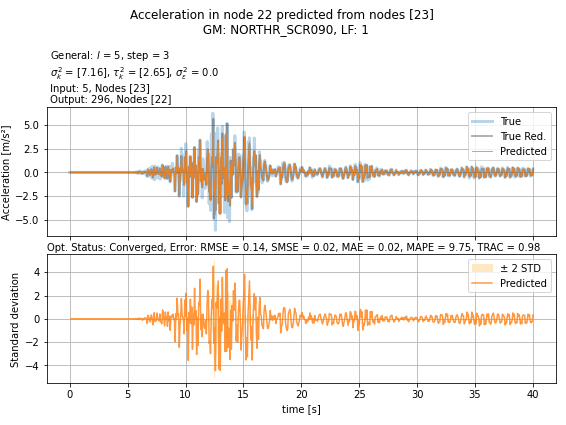 Acceleration in node 22 predicted from nodes [23]
GM: NORTHR_SCR090, LF: 1
General: l = 5, step = 3
σ²ₖ = [7.16], τ²ₖ = [2.65], σ²ε = 0.0
Input: 5, Nodes [23]
Output: 296, Nodes [22]
Acceleration [m/s²]
5.0
2.5
0.0
−2.5
−5.0
True
True Red.
Predicted
Opt. Status: Converged, Error: RMSE = 0.14, SMSE = 0.02, MAE = 0.02, MAPE = 9.75, TRAC = 0.98
Standard deviation
4
2
0
−2
−4
± 2 STD
Predicted
0 5 10 15 20 25 30 35 40
time [s]